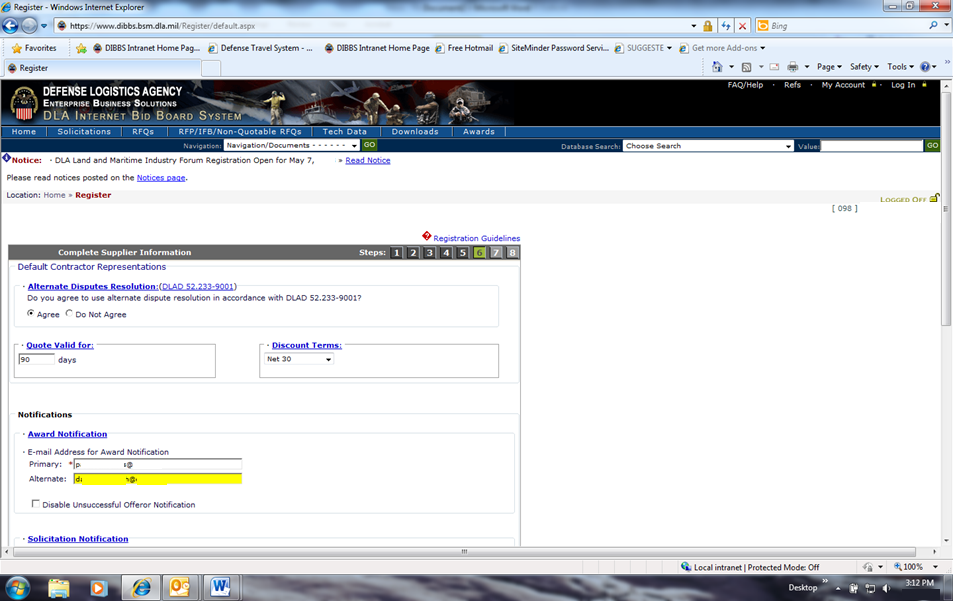 Register - Windows Internet Explorer
https://www.dibbs.bsm.dla.mil/Register/default.aspx
Bing
Favorites DIBBS Intranet Home Pag... Defense Travel System - ... DIBBS Intranet Home Page Free Hotmail SiteMinder Password Servi... SUGGESTE Get more Add-ons
Register
Page Safety Tools
DEFENSE LOGISTICS AGENCY
ENTERPRISE BUSINESS SOLUTIONS
DLA INTERNET BID BOARD SYSTEM
FAQ/Help · Refs · My Account · Log In
Home Solicitations RFQs RFP/IFB/Non-Quotable RFQs Tech Data Downloads Awards
Navigation: Navigation/Documents - - - - - - GO Database Search: Choose Search Value: GO
Notice: · DLA Land and Maritime Industry Forum Registration Open for May 7, » Read Notice
Please read notices posted on the Notices page.
Location: Home » Register
LOGGED OFF
[ 098 ]
Registration Guidelines
Complete Supplier Information Steps: 1 2 3 4 5 6 7 8
Default Contractor Representations
· Alternate Disputes Resolution:(DLAD 52.233-9001)
Do you agree to use alternate dispute resolution in accordance with DLAD 52.233-9001?
Agree Do Not Agree
· Quote Valid for: · Discount Terms:
90 days Net 30
Notifications
· Award Notification
· E-mail Address for Award Notification
Primary: *
Alternate:
Disable Unsuccessful Offeror Notification
· Solicitation Notification
Local intranet | Protected Mode: Off 100%
Desktop 3:12 PM